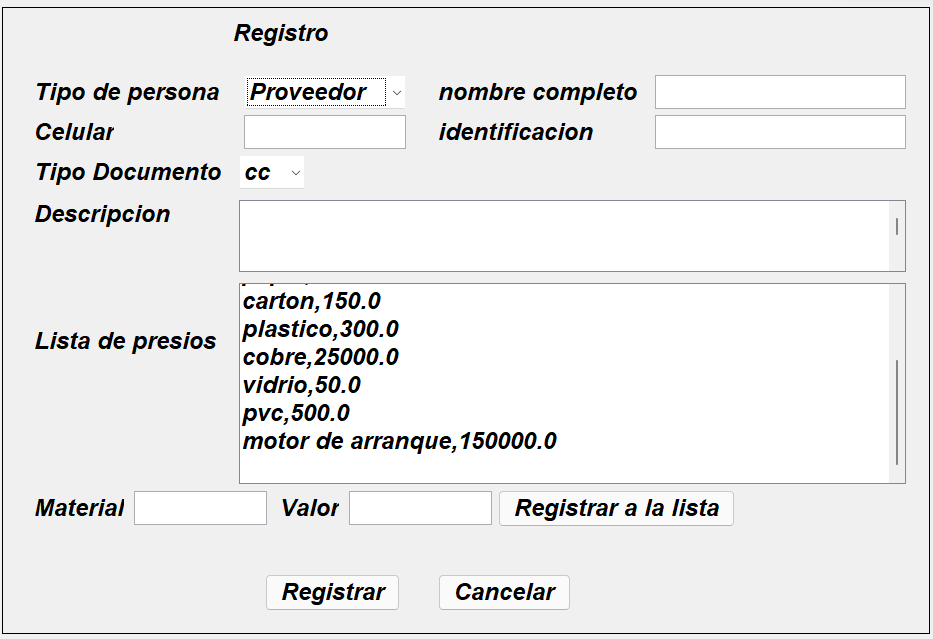 Registro
Tipo de persona Proveedor nombre completo
Celular identificacion
Tipo Documento cc
Descripcion
Lista de presios
carton,150.0
plastico,300.0
cobre,25000.0
vidrio,50.0
pvc,500.0
motor de arranque,150000.0
Material Valor Registrar a la lista
Registrar Cancelar